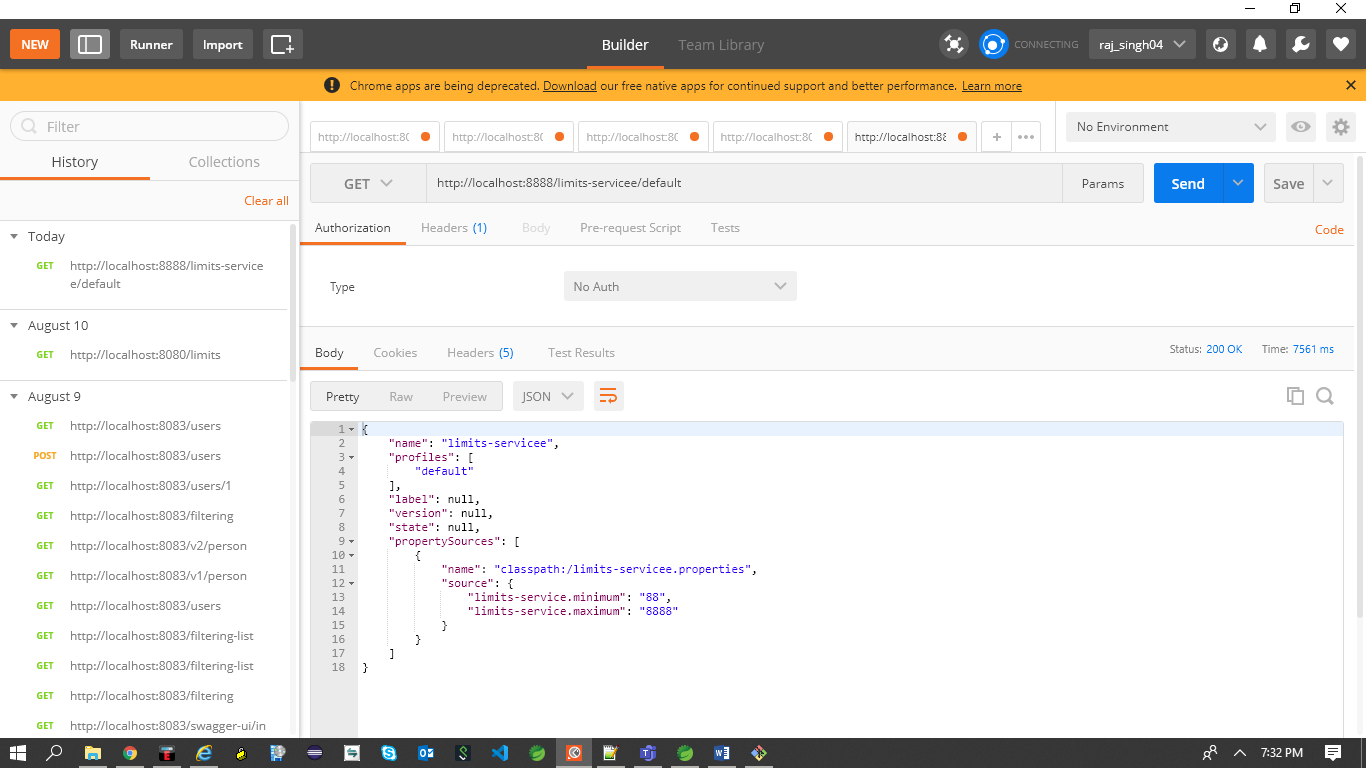 NEW
Runner
Import
Builder
Team Library
CONNECTING
raj_singh04
Chrome apps are being deprecated. Download our free native apps for continued support and better performance. Learn more
Filter
History
Collections
Clear all
Today
GET http://localhost:8888/limits-service
e/default
August 10
GET http://localhost:8080/limits
August 9
GET http://localhost:8083/users
POST http://localhost:8083/users
GET http://localhost:8083/users/1
GET http://localhost:8083/filtering
GET http://localhost:8083/v2/person
GET http://localhost:8083/v1/person
GET http://localhost:8083/users
GET http://localhost:8083/filtering-list
GET http://localhost:8083/filtering-list
GET http://localhost:8083/filtering
GET http://localhost:8083/swagger-ui/in
http://localhost:80
http://localhost:80
http://localhost:80
http://localhost:80
http://localhost:88
No Environment
GET
http://localhost:8888/limits-servicee/default
Params
Send
Save
Authorization
Headers (1)
Body
Pre-request Script
Tests
Code
Type
No Auth
Body
Cookies
Headers (5)
Test Results
Status: 200 OK
Time: 7561 ms
Pretty
Raw
Preview
JSON
1 {
2 "name": "limits-servicee",
3 "profiles": [
4 "default"
5 ],
6 "label": null,
7 "version": null,
8 "state": null,
9 "propertySources": [
10 {
11 "name": "classpath:/limits-servicee.properties",
12 "source": {
13 "limits-service.minimum": "88",
14 "limits-service.maximum": "8888"
15 }
16 }
17 ]
18 }
7:32 PM